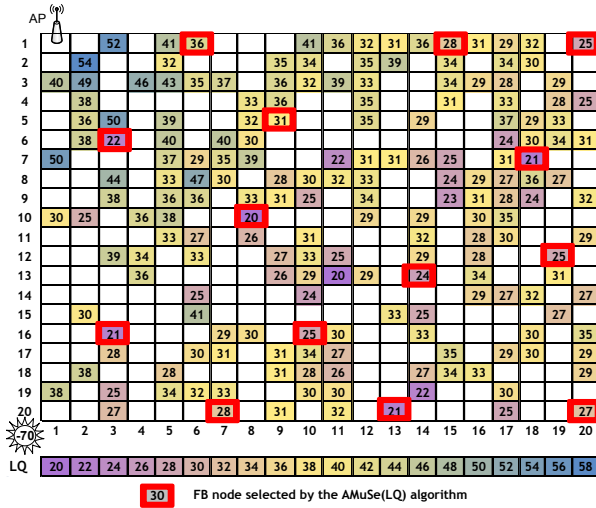 AP
1 52 41 36 41 36 32 31 36 28 31 29 32 25
2 54 32 35 34 35 39 34 34 30
3 40 49 46 43 35 37 36 32 39 33 34 29 28 29
4 38 33 36 35 31 33 28 25
5 36 50 39 33 31 35 29 37 29 33
6 38 22 40 40 30 24 30 34 31
7 50 37 29 35 39 22 31 31 26 25 31 21
8 44 33 47 30 28 30 32 33 24 29 27 36 27
9 38 36 36 33 31 25 34 23 31 28 24 32
10 30 25 36 38 20 29 29 30 35
11 33 27 26 31 32 28 30 29
12 39 34 33 27 33 25 29 28 25
13 36 26 29 20 29 24 34 31
14 25 24 29 27 32 27
15 30 41 33 25 27
16 21 29 30 25 30 33 30 35
17 28 30 31 31 34 27 35 29 30 29
18 38 28 31 28 26 27 34 33 29
19 38 25 34 32 33 30 30 22 30
20 27 28 31 32 21 25 27
-70 1 2 3 4 5 6 7 8 9 10 11 12 13 14 15 16 17 18 19 20
LQ 20 22 24 26 28 30 32 34 36 38 40 42 44 46 48 50 52 54 56 58
30 FB node selected by the AMuSe(LQ) algorithm